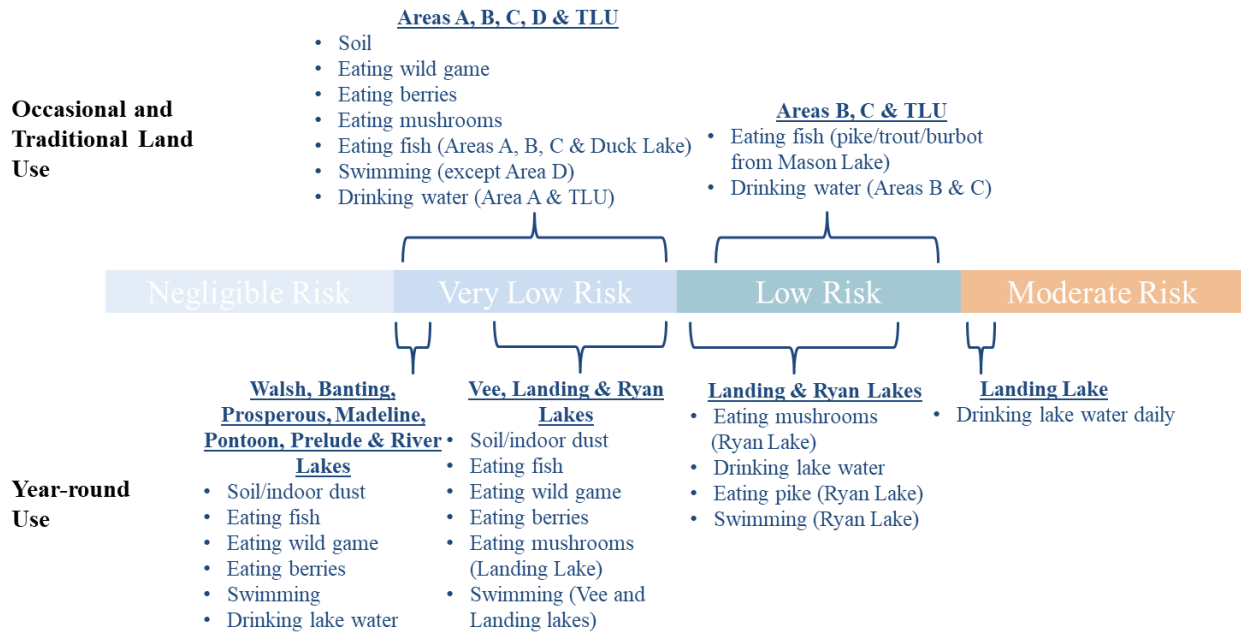 Areas A, B, C, D & TLU
• Soil
• Eating wild game
• Eating berries
• Eating mushrooms
• Eating fish (Areas A, B, C & Duck Lake)
• Swimming (except Area D)
• Drinking water (Area A & TLU)
Occasional and
Traditional Land
Use
Areas B, C & TLU
• Eating fish (pike/trout/burbot
from Mason Lake)
• Drinking water (Areas B & C)
Negligible Risk
Very Low Risk
Low Risk
Moderate Risk
Year-round
Use
Walsh, Banting,
Prosperous, Madeline,
Pontoon, Prelude & River
Lakes
• Soil/indoor dust
• Eating fish
• Eating wild game
• Eating berries
• Swimming
• Drinking lake water
Vee, Landing & Ryan
Lakes
• Soil/indoor dust
• Eating fish
• Eating wild game
• Eating berries
• Eating mushrooms
(Landing Lake)
• Swimming (Vee and
Landing lakes)
Landing & Ryan Lakes
• Eating mushrooms
(Ryan Lake)
• Drinking lake water
• Eating pike (Ryan Lake)
• Swimming (Ryan Lake)
Landing Lake
• Drinking lake water daily